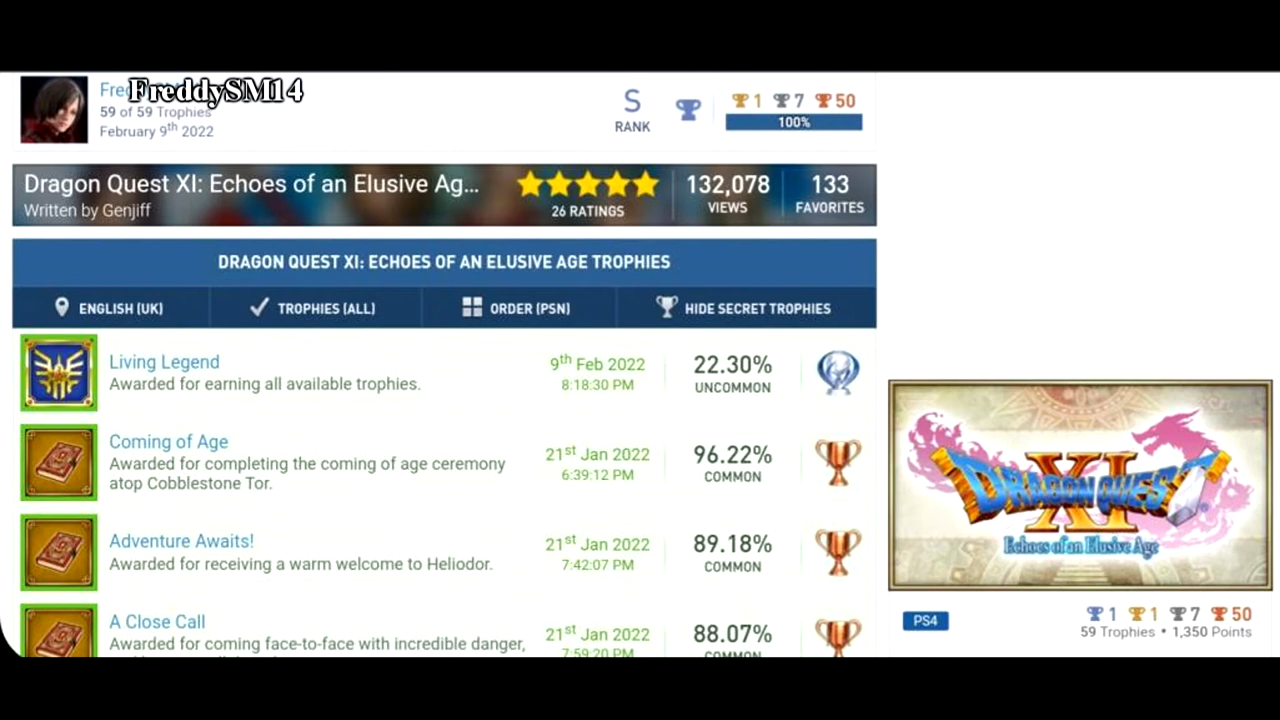 FreddySM14
59 of 59 Trophies
February 9th 2022
S
RANK
1 7 50
100%
Dragon Quest XI: Echoes of an Elusive Ag...
Written by Genjiff
26 RATINGS
132,078
VIEWS
133
FAVORITES
DRAGON QUEST XI: ECHOES OF AN ELUSIVE AGE TROPHIES
ENGLISH (UK)
TROPHIES (ALL)
ORDER (PSN)
HIDE SECRET TROPHIES
Living Legend
Awarded for earning all available trophies.
9th Feb 2022
8:18:30 PM
22.30%
UNCOMMON
Coming of Age
Awarded for completing the coming of age ceremony
atop Cobblestone Tor.
21st Jan 2022
6:39:12 PM
96.22%
COMMON
Adventure Awaits!
Awarded for receiving a warm welcome to Heliodor.
21st Jan 2022
7:42:07 PM
89.18%
COMMON
A Close Call
Awarded for coming face-to-face with incredible danger,
21st Jan 2022
7:59:20 PM
88.07%
COMMON
DRAGON QUEST
XI
Echoes of an Elusive Age
PS4
1 1 7 50
59 Trophies • 1,350 Points